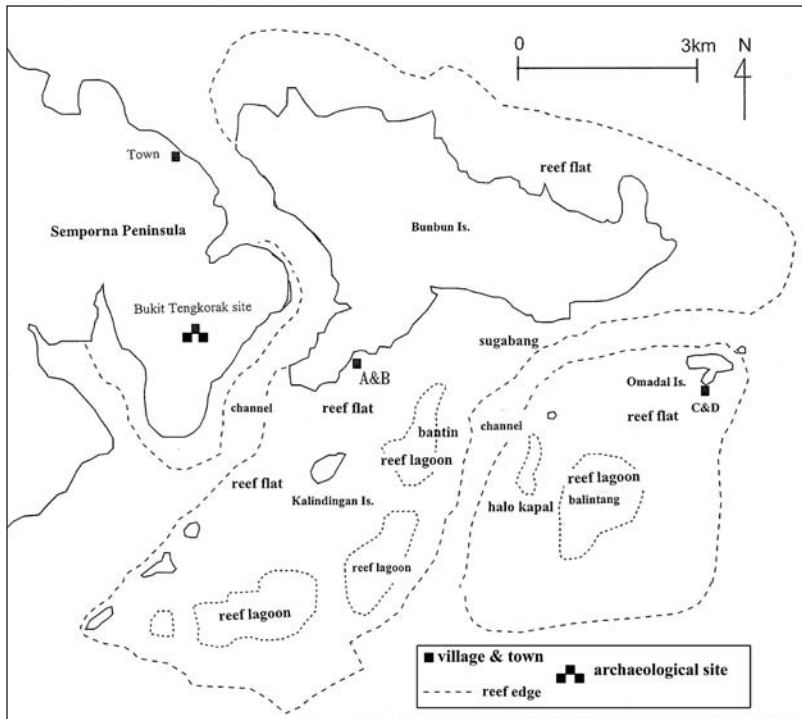 0
3km
N
Town
reef flat
Semporna Peninsula
Bunbun Is.
Bukit Tengkorak site
sugabang
A&B
Omadal Is.
channel
reef flat
C&D
bantin
channel
reef flat
reef lagoon
reef flat
Kalindingan Is.
reef lagoon
halo kapal
balintang
reef lagoon
reef lagoon
village & town
archaeological site
reef edge